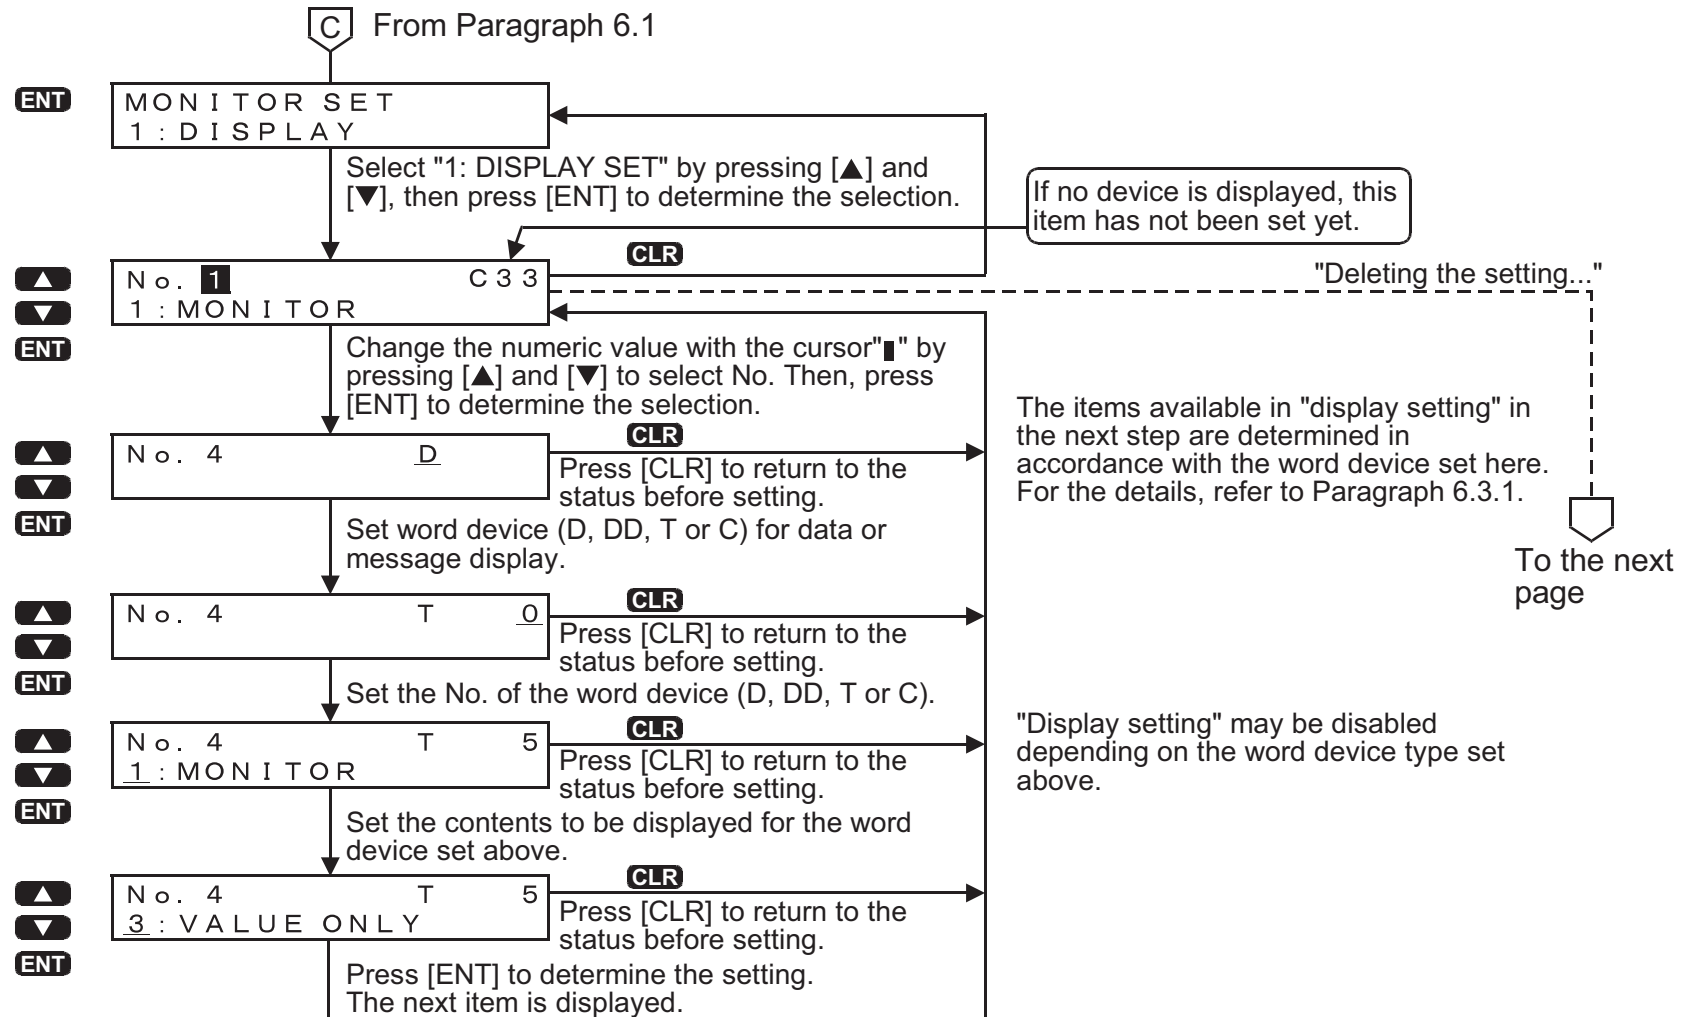 C From Paragraph 6.1
ENT
MONITOR SET
1:DISPLAY
Select "1: DISPLAY SET" by pressing [▲] and
[▼], then press [ENT] to determine the selection.
If no device is displayed, this
item has not been set yet.
CLR
▲
▼
ENT
No. 1 C33
1:MONITOR
"Deleting the setting..."
Change the numeric value with the cursor"▮" by
pressing [▲] and [▼] to select No. Then, press
[ENT] to determine the selection.
The items available in "display setting" in
the next step are determined in
accordance with the word device set here.
For the details, refer to Paragraph 6.3.1.
▲
▼
ENT
No. 4 D
CLR
Press [CLR] to return to the
status before setting.
Set word device (D, DD, T or C) for data or
message display.
To the next
page
▲
▼
ENT
No. 4 T 0
CLR
Press [CLR] to return to the
status before setting.
Set the No. of the word device (D, DD, T or C).
▲
▼
ENT
No. 4 T 5
1:MONITOR
CLR
Press [CLR] to return to the
status before setting.
"Display setting" may be disabled
depending on the word device type set
above.
Set the contents to be displayed for the word
device set above.
▲
▼
ENT
No. 4 T 5
3:VALUE ONLY
CLR
Press [CLR] to return to the
status before setting.
Press [ENT] to determine the setting.
The next item is displayed.